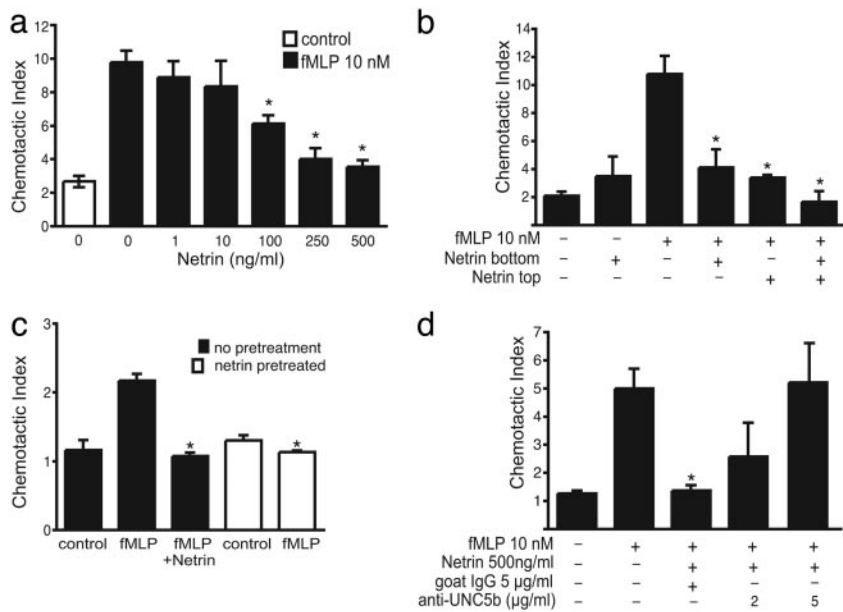 a
Chemotactic Index
12
10
8
6
4
2
0
control
fMLP 10 nM
* * *
0 0 1 10 100 250 500
Netrin (ng/ml)
b
Chemotactic Index
14
12
10
8
6
4
2
* * *
fMLP 10 nM – – + + + +
Netrin bottom – + – + – +
Netrin top – – – – + +
c
Chemotactic Index
3
2
1
0
no pretreatment
netrin pretreated
* *
control fMLP fMLP +Netrin control fMLP
d
Chemotactic Index
7
6
5
4
3
2
1
*
fMLP 10 nM – + + + +
Netrin 500ng/ml – – + + +
goat IgG 5 µg/ml – – + – –
anti-UNC5b (µg/ml) – – – 2 5